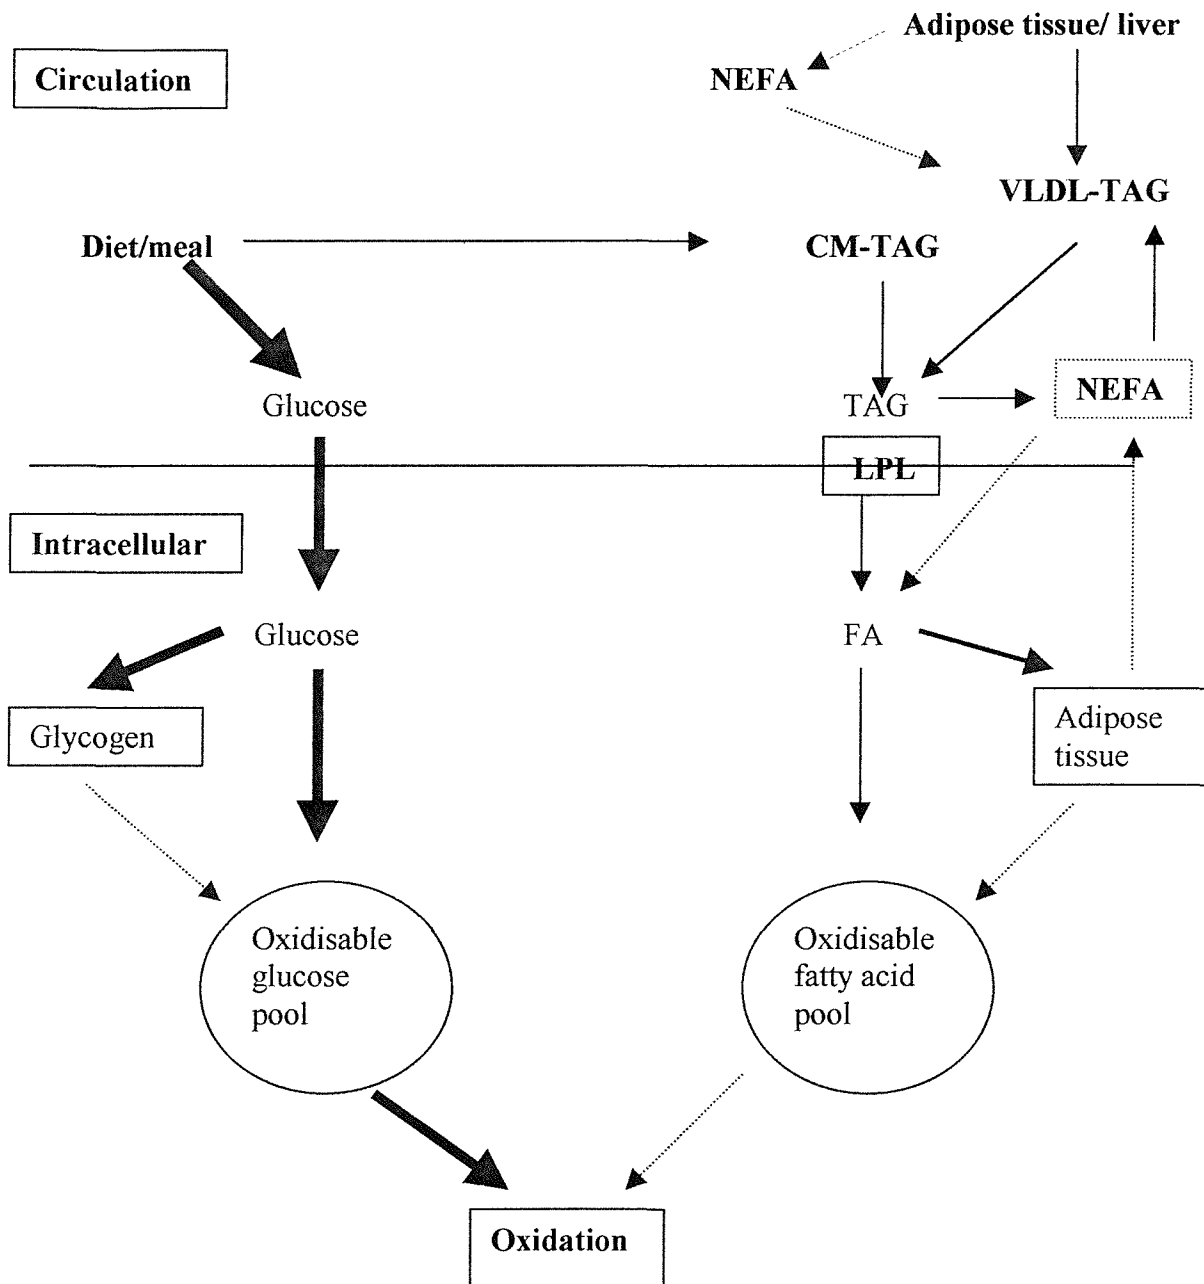 Adipose tissue/ liver
Circulation
NEFA
VLDL-TAG
Diet/meal
CM-TAG
Glucose
TAG
NEFA
LPL
Intracellular
Glucose
FA
Glycogen
Adipose
tissue
Oxidisable
glucose
pool
Oxidisable
fatty acid
pool
Oxidation